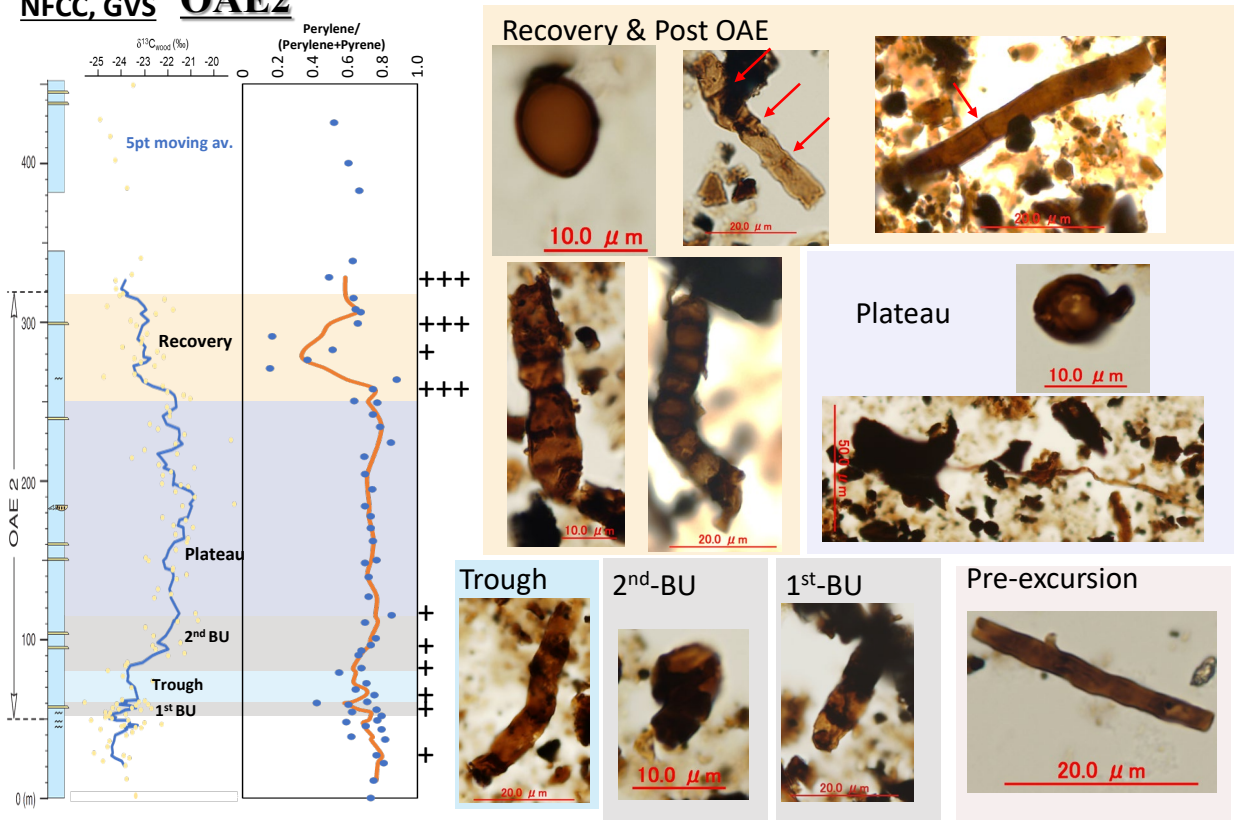 NFCC, GVS OAE2
δ¹³Cwood (‰)
-25 -24 -23 -22 -21 -20
Perylene/
(Perylene+Pyrene)
0 0.2 0.4 0.6 0.8 1.0
5pt moving av.
400
300
200
100
0 (m)
OAE 2
Recovery
Plateau
2nd BU
Trough
1st BU
+++
+++
+
+++
+
+
+
+
+
+
Recovery & Post OAE
10.0 μm
20.0 μm
20.0 μm
10.0 μm
20.0 μm
Plateau
10.0 μm
50.0 μm
Trough
20.0 μm
2nd-BU
10.0 μm
1st-BU
20.0 μm
Pre-excursion
20.0 μm